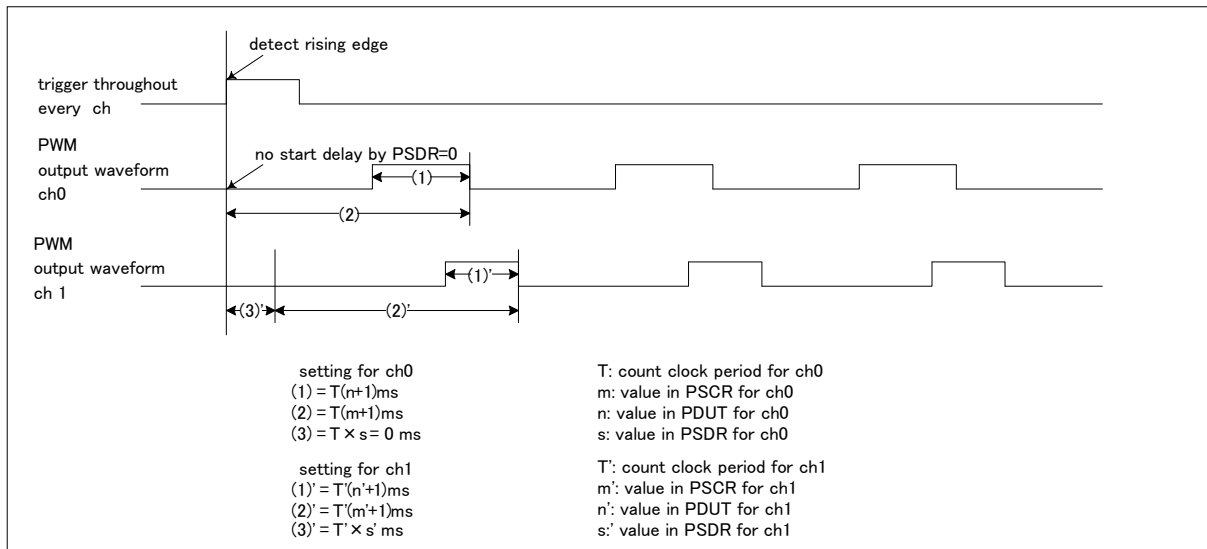 detect rising edge
trigger throughout
every ch
PWM
output waveform
ch0
no start delay by PSDR=0
(1)
(2)
PWM
output waveform
ch 1
(1)'
(3)'
(2)'
setting for ch0
(1) = T(n+1)ms
(2) = T(m+1)ms
(3) = T × s = 0 ms
T: count clock period for ch0
m: value in PSCR for ch0
n: value in PDUT for ch0
s: value in PSDR for ch0
setting for ch1
(1)' = T'(n'+1)ms
(2)' = T'(m'+1)ms
(3)' = T' × s' ms
T': count clock period for ch1
m': value in PSCR for ch1
n': value in PDUT for ch1
s:' value in PSDR for ch1